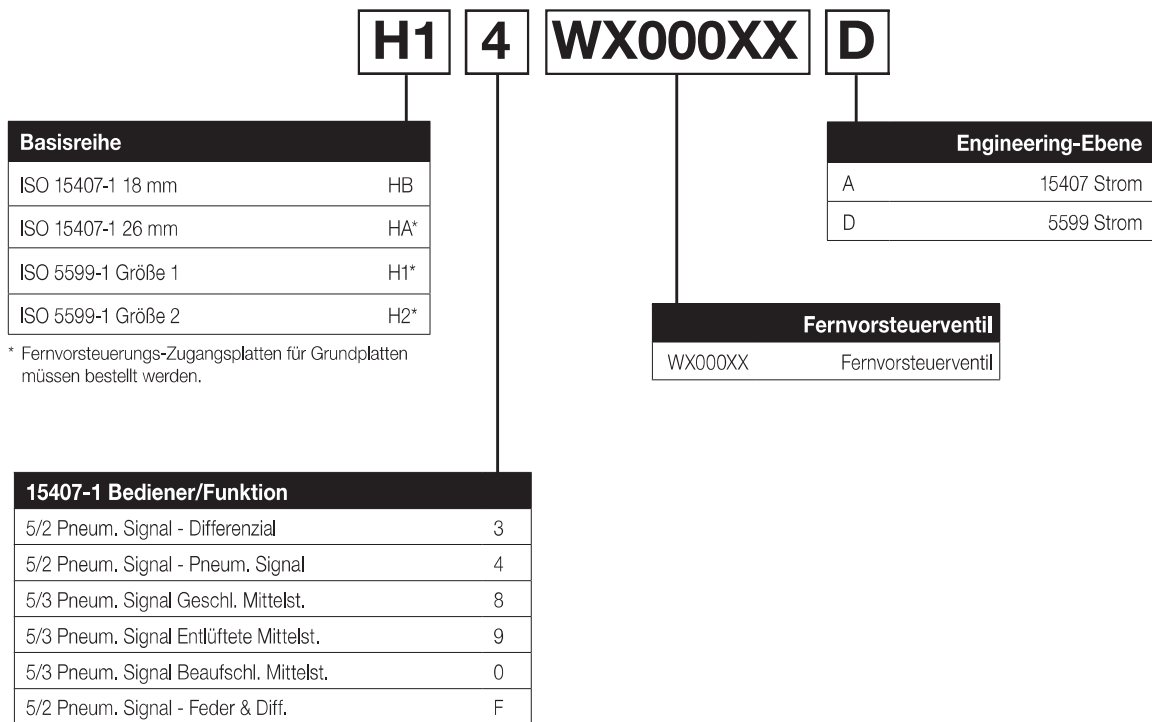 H1 4 WX000XX D
Basisreihe
ISO 15407-1 18 mm HB
ISO 15407-1 26 mm HA*
ISO 5599-1 Größe 1 H1*
ISO 5599-1 Größe 2 H2*
* Fernvorsteuerungs-Zugangsplatten für Grundplatten
müssen bestellt werden.
Engineering-Ebene
A 15407 Strom
D 5599 Strom
Fernvorsteuerventil
WX000XX Fernvorsteuerventil
15407-1 Bediener/Funktion
5/2 Pneum. Signal - Differenzial 3
5/2 Pneum. Signal - Pneum. Signal 4
5/3 Pneum. Signal Geschl. Mittelst. 8
5/3 Pneum. Signal Entlüftete Mittelst. 9
5/3 Pneum. Signal Beaufschl. Mittelst. 0
5/2 Pneum. Signal - Feder & Diff. F